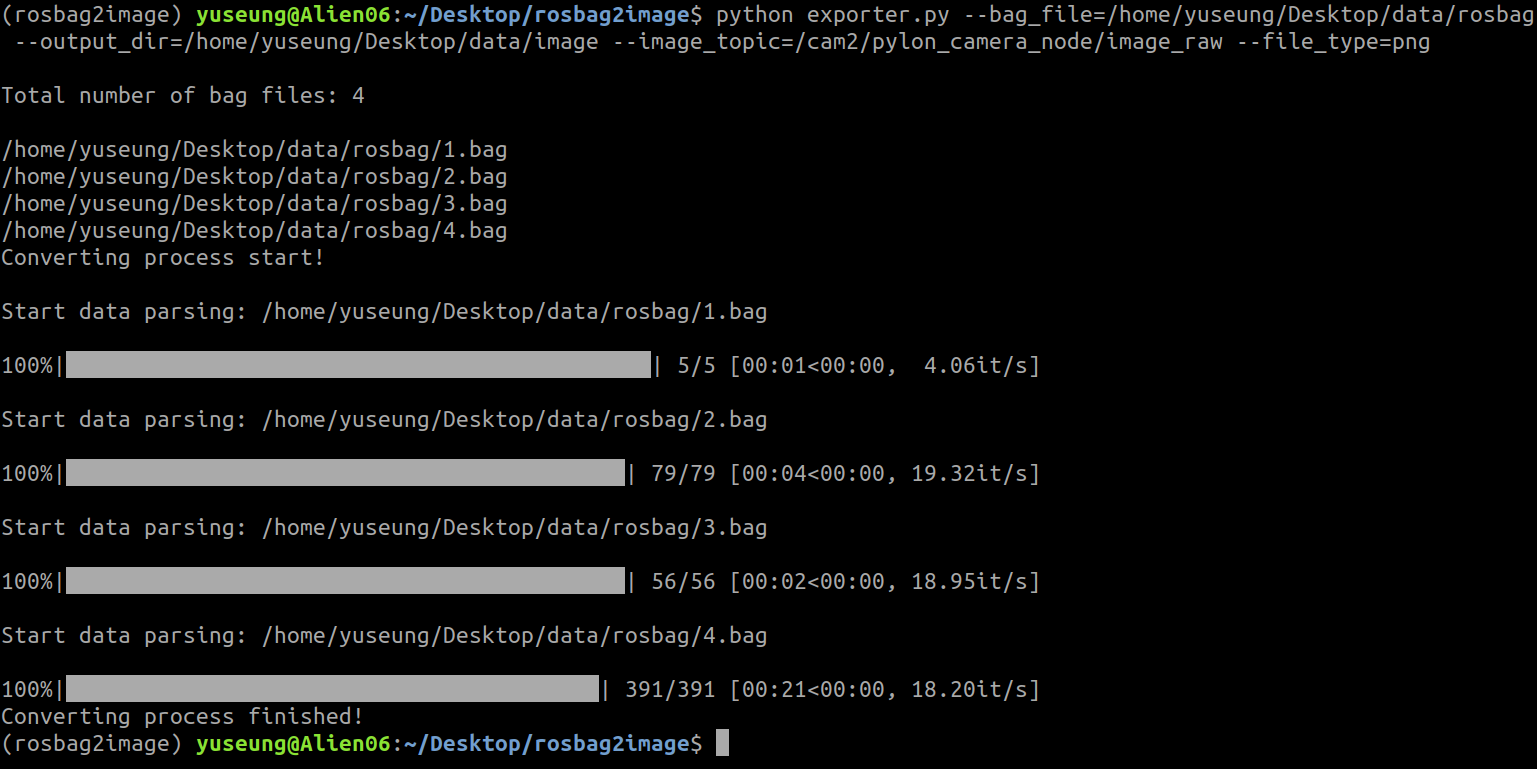 (rosbag2image) yuseung@Alien06:~/Desktop/rosbag2image$ python exporter.py --bag_file=/home/yuseung/Desktop/data/rosbag
--output_dir=/home/yuseung/Desktop/data/image --image_topic=/cam2/pylon_camera_node/image_raw --file_type=png
Total number of bag files: 4
/home/yuseung/Desktop/data/rosbag/1.bag
/home/yuseung/Desktop/data/rosbag/2.bag
/home/yuseung/Desktop/data/rosbag/3.bag
/home/yuseung/Desktop/data/rosbag/4.bag
Converting process start!
Start data parsing: /home/yuseung/Desktop/data/rosbag/1.bag
100%|| 5/5 [00:01<00:00,  4.06it/s]
Start data parsing: /home/yuseung/Desktop/data/rosbag/2.bag
100%|| 79/79 [00:04<00:00, 19.32it/s]
Start data parsing: /home/yuseung/Desktop/data/rosbag/3.bag
100%|| 56/56 [00:02<00:00, 18.95it/s]
Start data parsing: /home/yuseung/Desktop/data/rosbag/4.bag
100%|| 391/391 [00:21<00:00, 18.20it/s]
Converting process finished!
(rosbag2image) yuseung@Alien06:~/Desktop/rosbag2image$